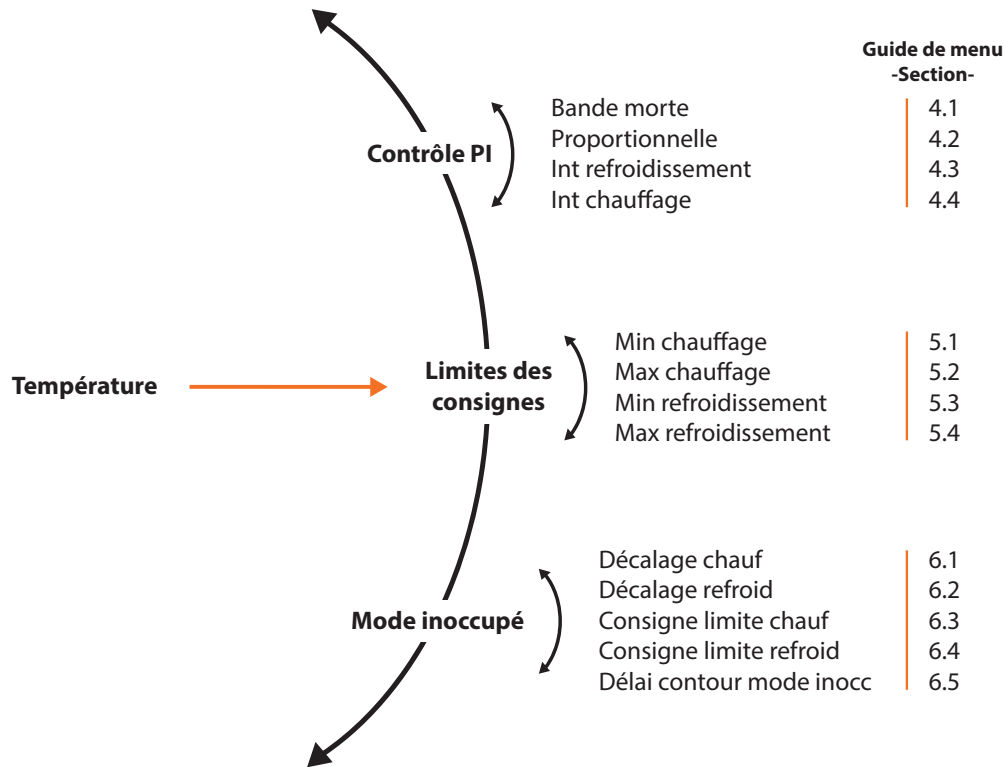 Guide de menu
-Section-
Bande morte 4.1
Contrôle PI
Proportionnelle 4.2
Int refroidissement 4.3
Int chauffage 4.4
Température
Limites des
consignes
Min chauffage 5.1
Max chauffage 5.2
Min refroidissement 5.3
Max refroidissement 5.4
Mode inoccupé
Décalage chauf 6.1
Décalage refroid 6.2
Consigne limite chauf 6.3
Consigne limite refroid 6.4
Délai contour mode inocc 6.5